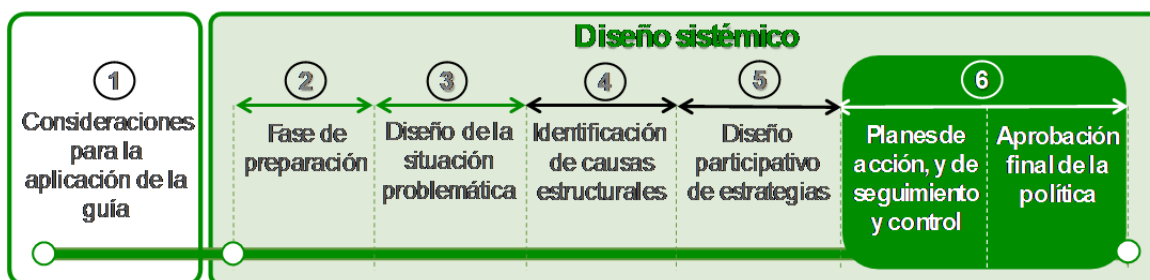 Diseño sistémico
1
Consideraciones
para la
aplicación de la
guía
2
Fase de
preparación
3
Diseño de la
situación
problemática
4
Identificación
de causas
estructurales
5
Diseño
participativo
de estrategias
6
Planes de
acción, y de
seguimiento
y control
Aprobación
final de la
política